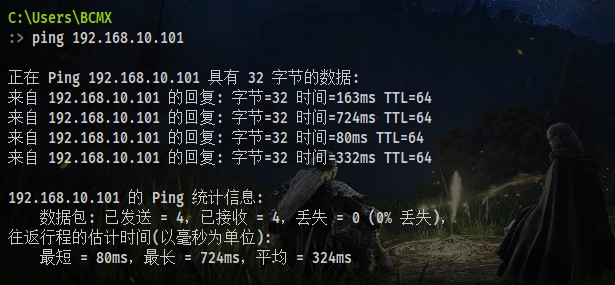 C:\Users\BCMX
:> ping 192.168.10.101
正在 Ping 192.168.10.101 具有 32 字节的数据:
来自 192.168.10.101 的回复: 字节=32 时间=163ms TTL=64
来自 192.168.10.101 的回复: 字节=32 时间=724ms TTL=64
来自 192.168.10.101 的回复: 字节=32 时间=80ms TTL=64
来自 192.168.10.101 的回复: 字节=32 时间=332ms TTL=64
192.168.10.101 的 Ping 统计信息:
数据包: 已发送 = 4，已接收 = 4，丢失 = 0 (0% 丢失)，
往返行程的估计时间(以毫秒为单位):
最短 = 80ms，最长 = 724ms，平均 = 324ms